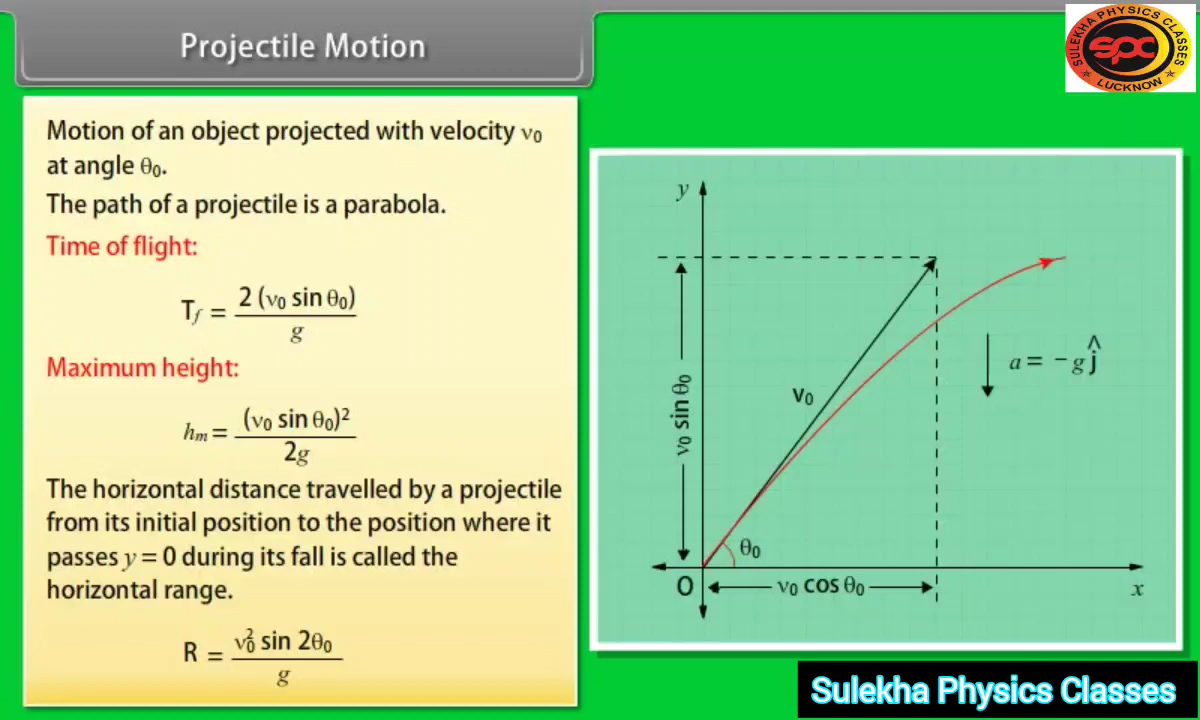 Projectile Motion
SULEKHA PHYSICS CLASSES
spc
LUCKNOW
Motion of an object projected with velocity v₀
at angle θ₀.
The path of a projectile is a parabola.
Time of flight:
T_f = 2 (v₀ sin θ₀) / g
Maximum height:
h_m = (v₀ sin θ₀)² / 2g
The horizontal distance travelled by a projectile
from its initial position to the position where it
passes y = 0 during its fall is called the
horizontal range.
R = v₀² sin 2θ₀ / g
y
a = −g ĵ
v₀
v₀ sin θ₀
θ₀
O
v₀ cos θ₀
x
Sulekha Physics Classes